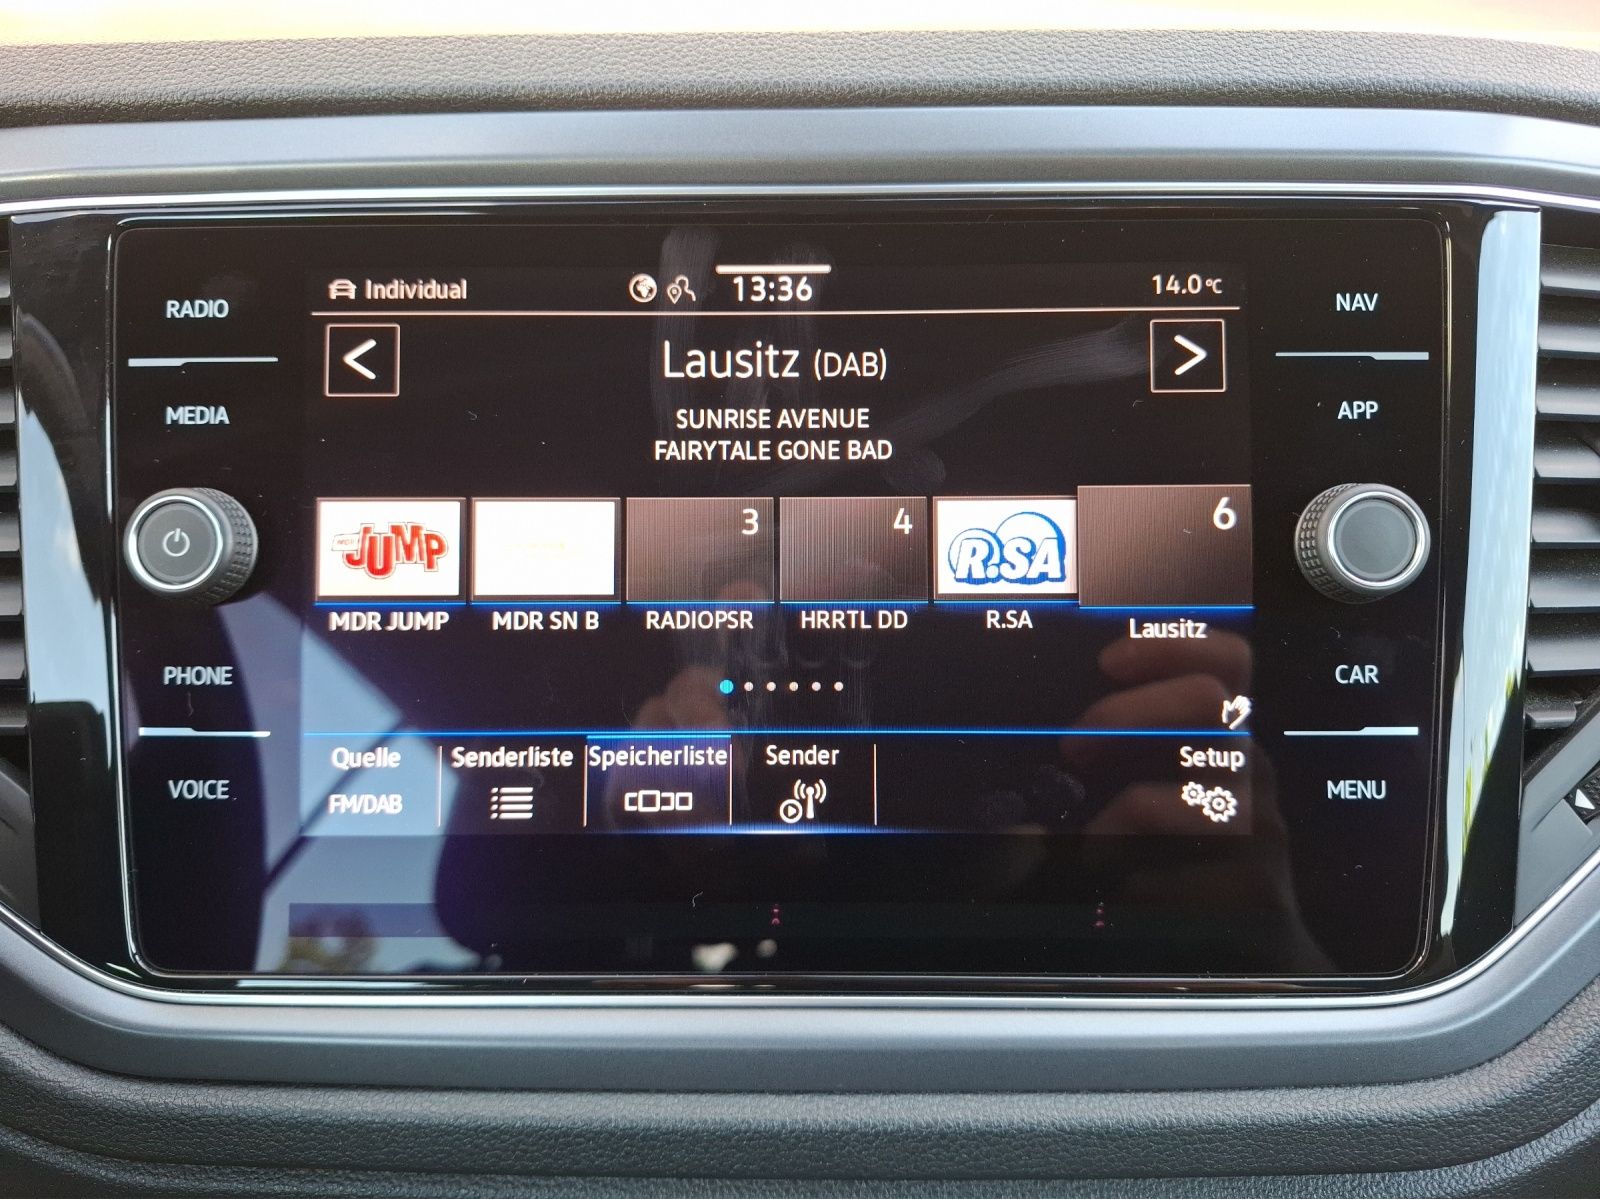 RADIO
MEDIA
PHONE
VOICE
Individual
13:36
14.0°C
<
Lausitz (DAB)
>
SUNRISE AVENUE
FAIRYTALE GONE BAD
JUMP
3
4
R.SA
6
MDR JUMP
MDR SN B
RADIOPSR
HRRTL DD
R.SA
Lausitz
Quelle
FM/DAB
Senderliste
Speicherliste
Sender
Setup
NAV
APP
CAR
MENU